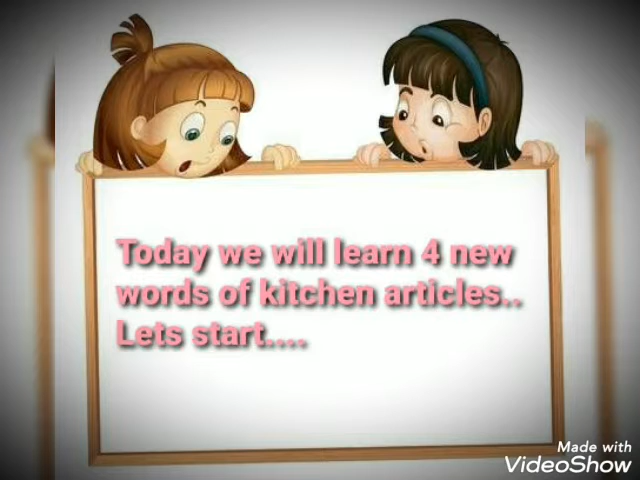 Today we will learn 4 new
words of kitchen articles..
Lets start....
Made with
VideoShow